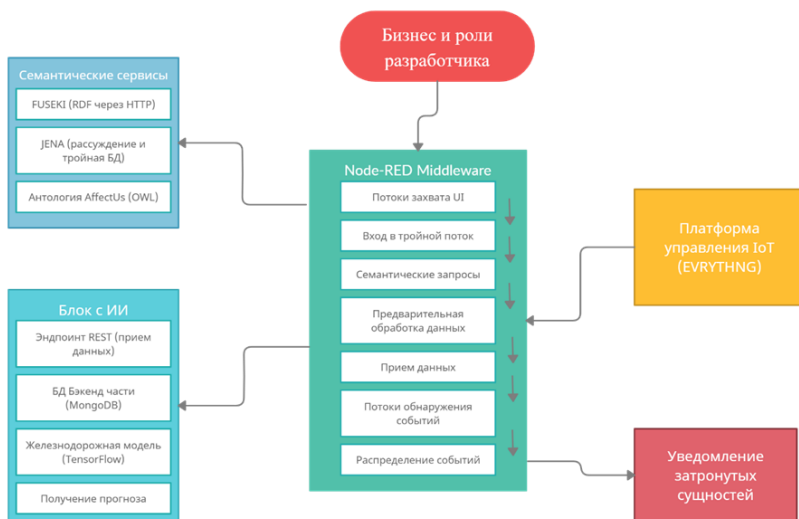 Бизнес и роли
разработчика
Семантические сервисы
FUSEKI (RDF через HTTP)
JENA (рассуждение и
тройная БД)
Антология AffectUs (OWL)
Блок с ИИ
Эндпоинт REST (прием
данных)
БД Бэкенд части
(MongoDB)
Железнодорожная модель
(TensorFlow)
Получение прогноза
Node-RED Middleware
Потоки захвата UI
Вход в тройной поток
Семантические запросы
Предварительная
обработка данных
Прием данных
Потоки обнаружения
событий
Распределение событий
Платформа
управления IoT
(EVRYTHNG)
Уведомление
затронутых
сущностей